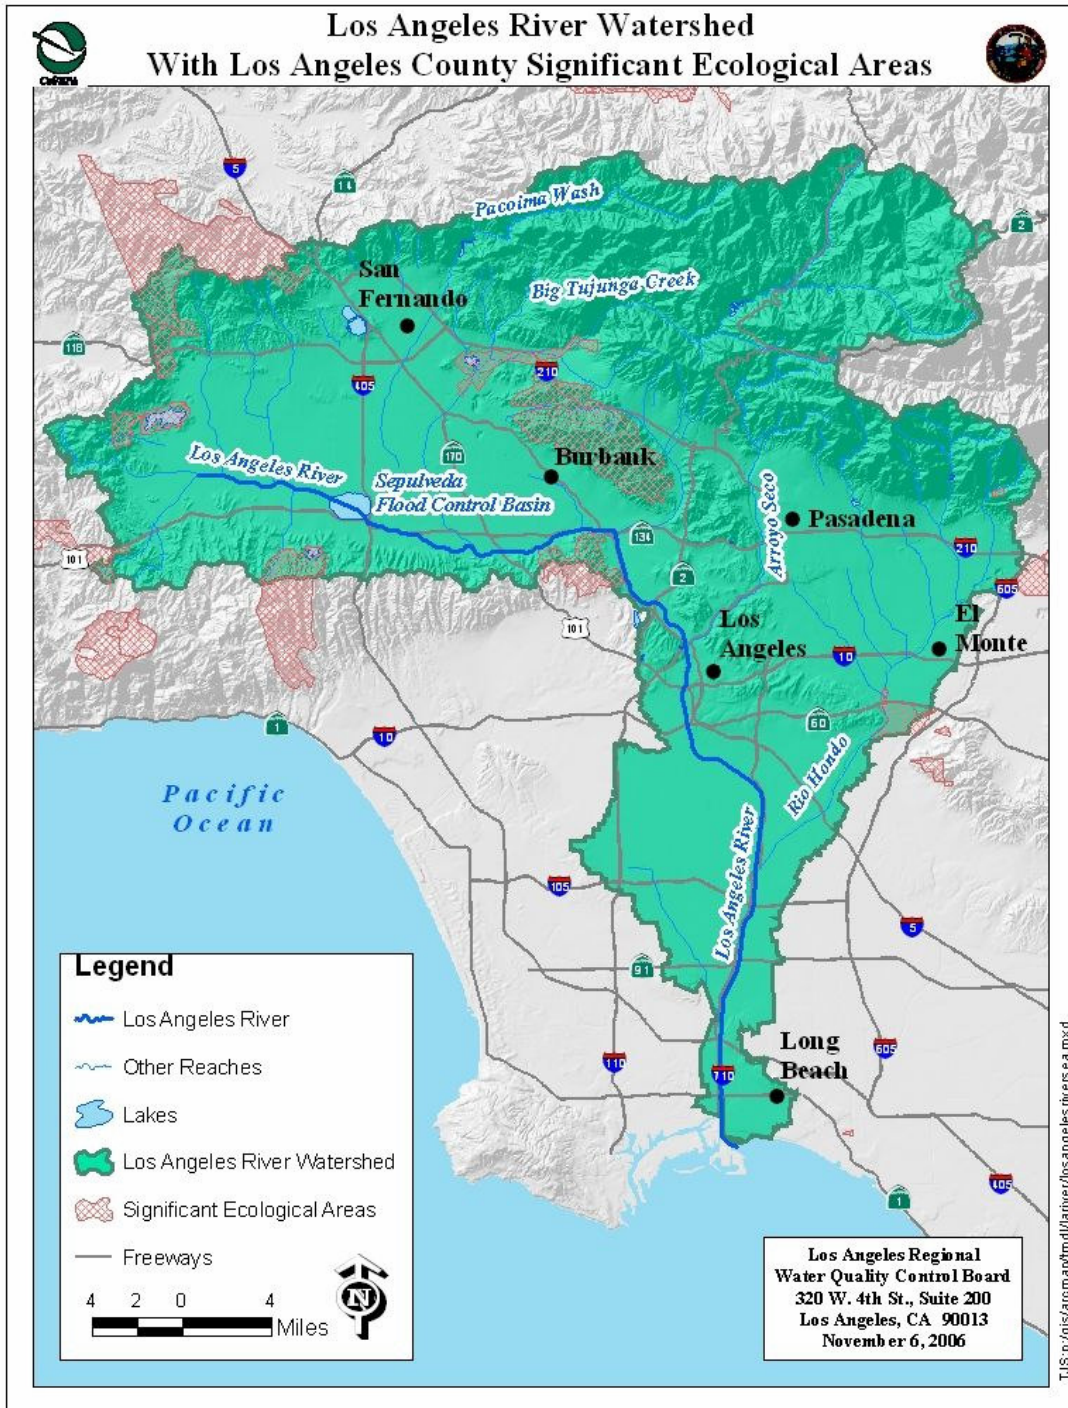 Los Angeles River Watershed
With Los Angeles County Significant Ecological Areas
5
14
2
Pacoima Wash
San
Fernando
Big Tujunga Creek
118
405
210
170
Los Angeles River
Burbank
Sepulveda
Flood Control Basin
Arroyo Seco
Pasadena
134
210
101
2
605
Los
Angeles
101
El
Monte
10
1
10
60
Rio Hondo
Pacific
Ocean
105
Los Angeles River
5
91
110
710
Long
Beach
605
405
1
Legend
Los Angeles River
Other Reaches
Lakes
Los Angeles River Watershed
Significant Ecological Areas
Freeways
4 2 0 4
Miles
N
Los Angeles Regional
Water Quality Control Board
320 W. 4th St., Suite 200
Los Angeles, CA 90013
November 6, 2006